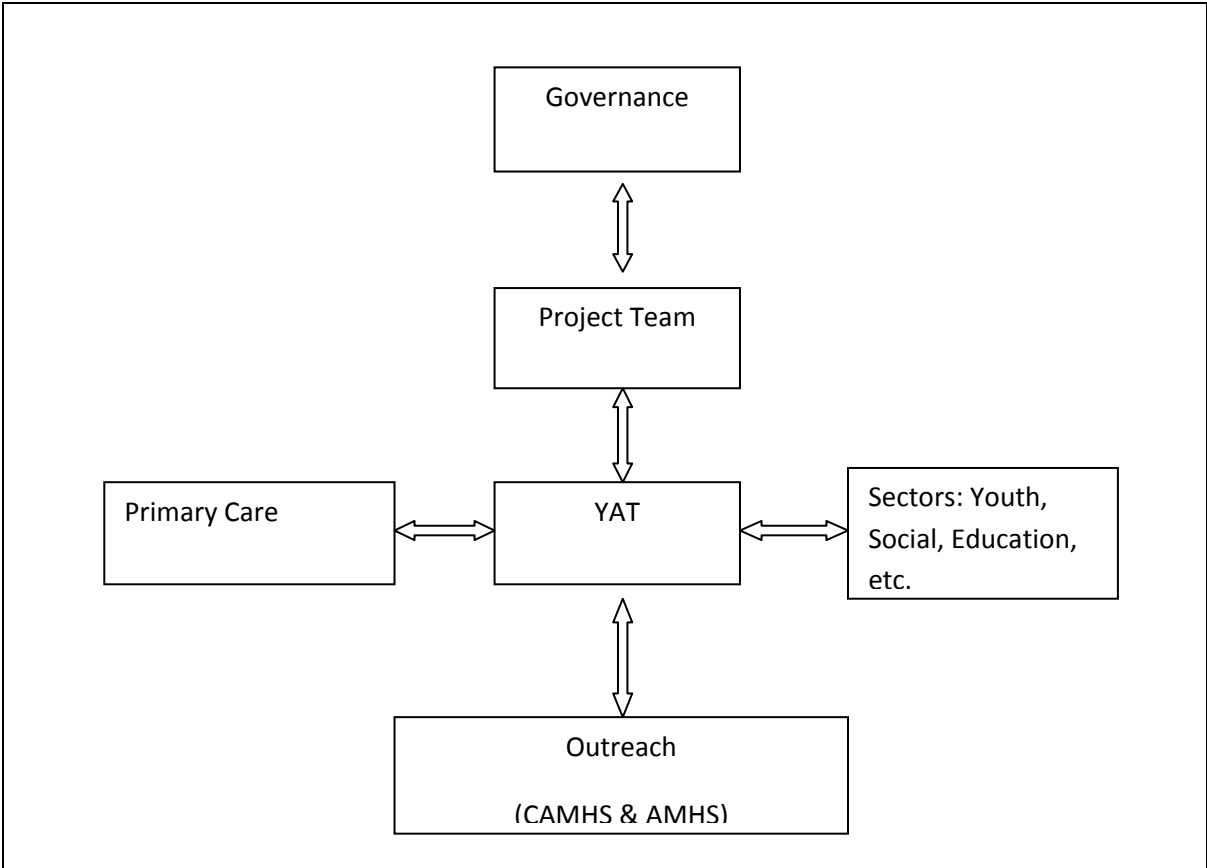 Governance
Project Team
Primary Care
YAT
Sectors: Youth,
Social, Education,
etc.
Outreach
(CAMHS & AMHS)